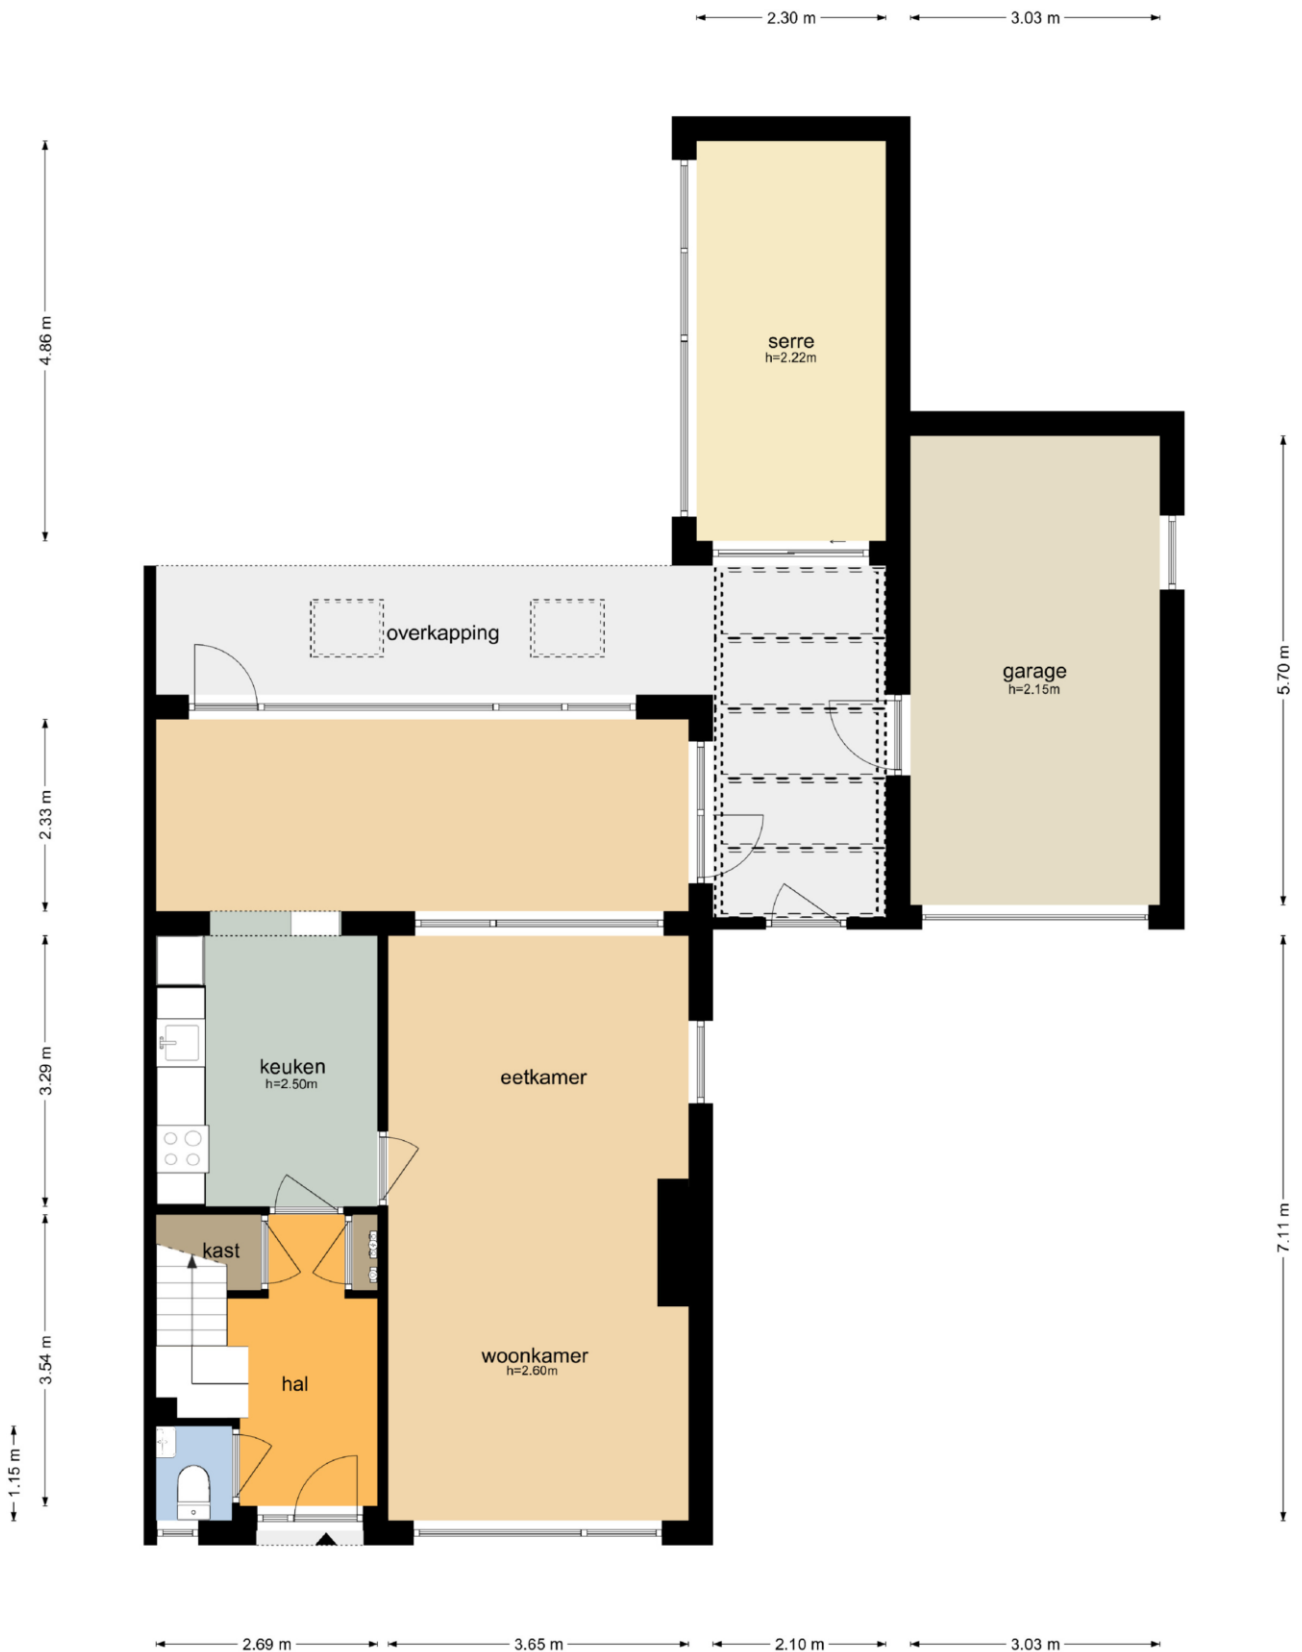 2.30 m
3.03 m
4.86 m
serre
h=2.22m
overkapping
garage
h=2.15m
5.70 m
2.33 m
3.29 m
keuken
h=2.50m
eetkamer
7.11 m
kast
3.54 m
woonkamer
h=2.60m
hal
1.15 m
2.69 m
3.65 m
2.10 m
3.03 m